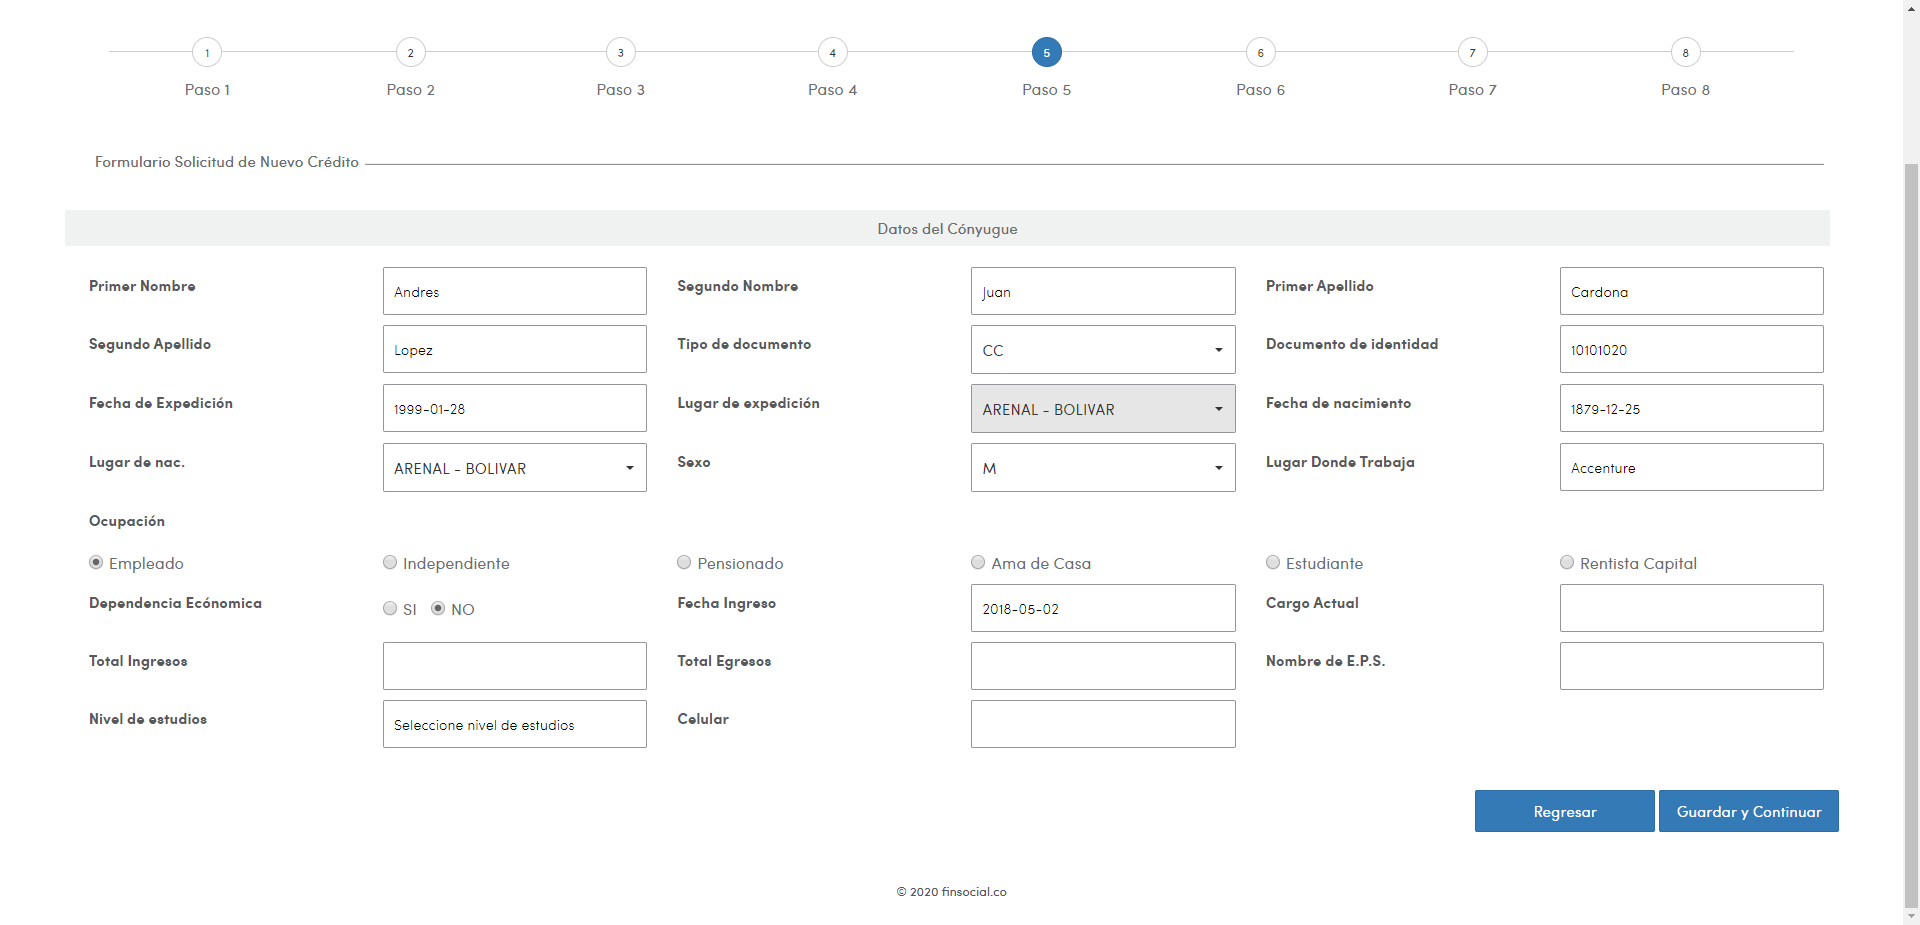 1 2 3 4 5 6 7 8
Paso 1 Paso 2 Paso 3 Paso 4 Paso 5 Paso 6 Paso 7 Paso 8
Formulario Solicitud de Nuevo Crédito
Datos del Cónyugue
Primer Nombre Andres Segundo Nombre Juan Primer Apellido Cardona
Segundo Apellido Lopez Tipo de documento CC Documento de identidad 10101020
Fecha de Expedición 1999-01-28 Lugar de expedición ARENAL - BOLIVAR Fecha de nacimiento 1879-12-25
Lugar de nac. ARENAL - BOLIVAR Sexo M Lugar Donde Trabaja Accenture
Ocupación
Empleado Independiente Pensionado Ama de Casa Estudiante Rentista Capital
Dependencia Ecónomica SI NO Fecha Ingreso 2018-05-02 Cargo Actual
Total Ingresos Total Egresos Nombre de E.P.S.
Nivel de estudios Seleccione nivel de estudios Celular
Regresar Guardar y Continuar
© 2020 finsocial.co